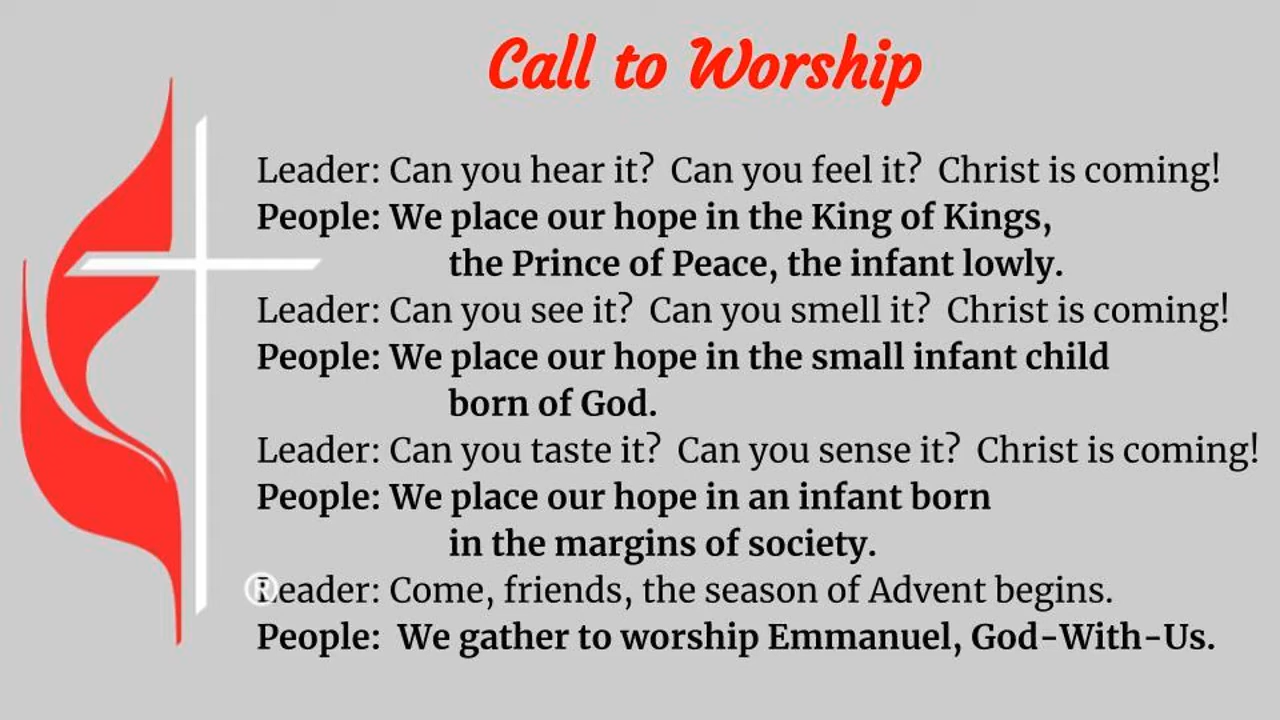 Call to Worship
Leader: Can you hear it?  Can you feel it?  Christ is coming!
People: We place our hope in the King of Kings,
the Prince of Peace, the infant lowly.
Leader: Can you see it?  Can you smell it?  Christ is coming!
People: We place our hope in the small infant child
born of God.
Leader: Can you taste it?  Can you sense it?  Christ is coming!
People: We place our hope in an infant born
in the margins of society.
®
Leader: Come, friends, the season of Advent begins.
People:  We gather to worship Emmanuel, God-With-Us.